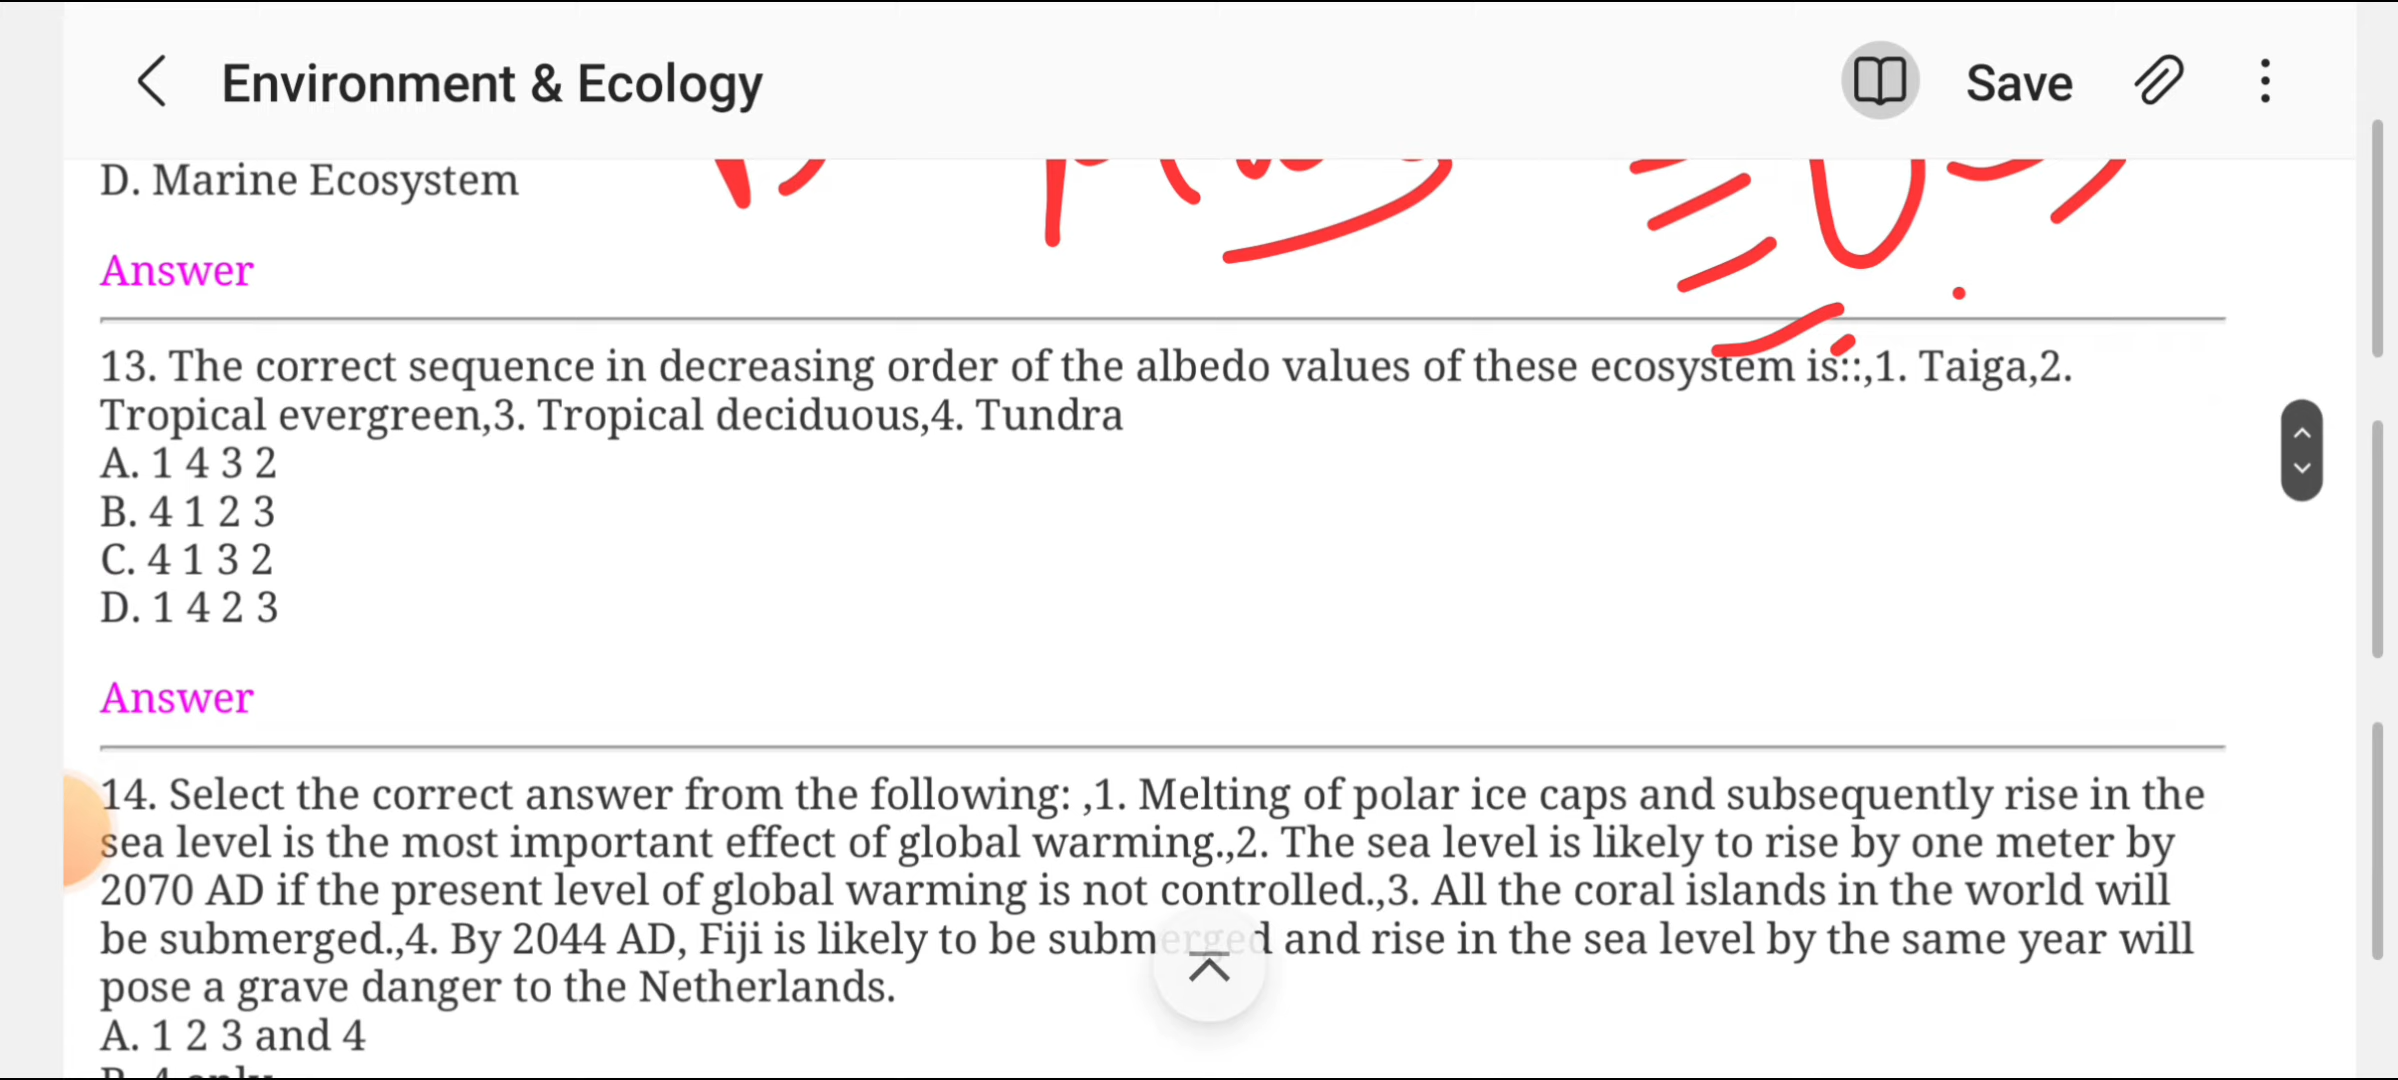 Environment & Ecology
Save
D. Marine Ecosystem
Answer
13. The correct sequence in decreasing order of the albedo values of these ecosystem is::,1. Taiga,2.
Tropical evergreen,3. Tropical deciduous,4. Tundra
A. 1 4 3 2
B. 4 1 2 3
C. 4 1 3 2
D. 1 4 2 3
Answer
14. Select the correct answer from the following: ,1. Melting of polar ice caps and subsequently rise in the
sea level is the most important effect of global warming.,2. The sea level is likely to rise by one meter by
2070 AD if the present level of global warming is not controlled.,3. All the coral islands in the world will
be submerged.,4. By 2044 AD, Fiji is likely to be submerged and rise in the sea level by the same year will
pose a grave danger to the Netherlands.
A. 1 2 3 and 4